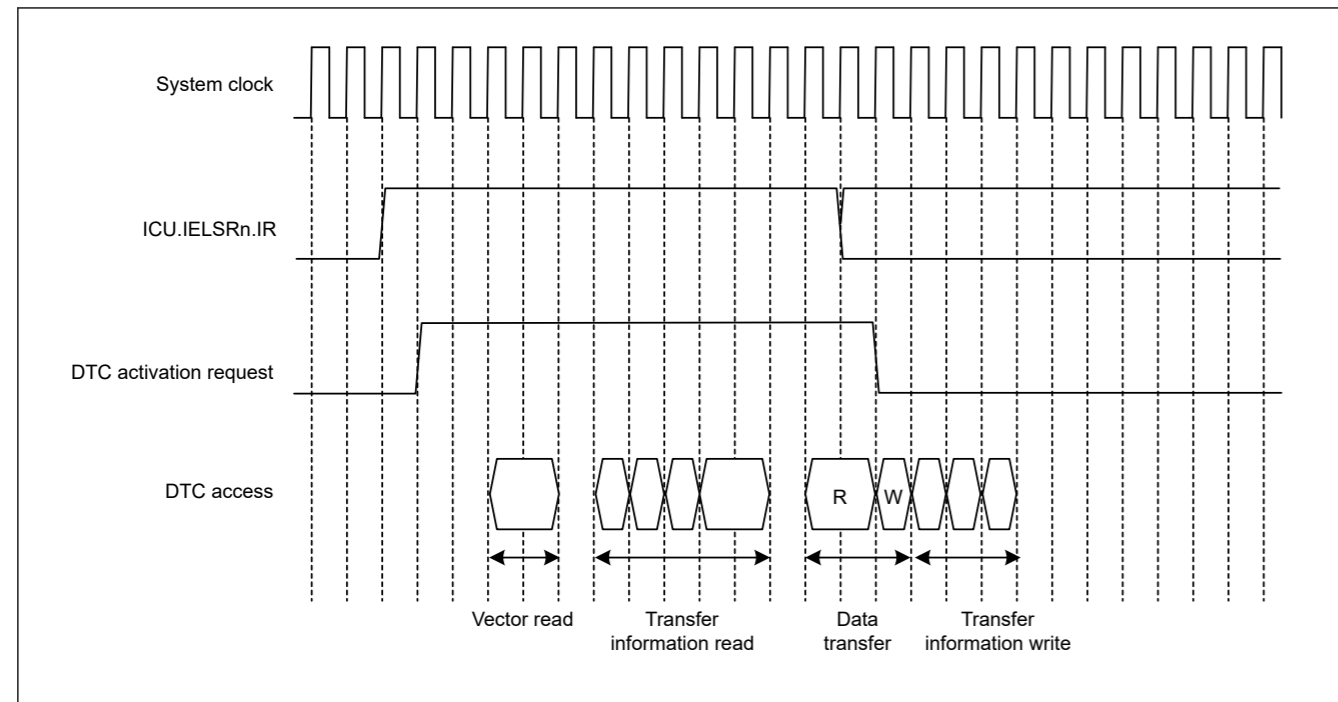 System clock
ICU.IELSRn.IR
DTC activation request
DTC access
R
W
Vector read
Transfer
information read
Data
transfer
Transfer
information write